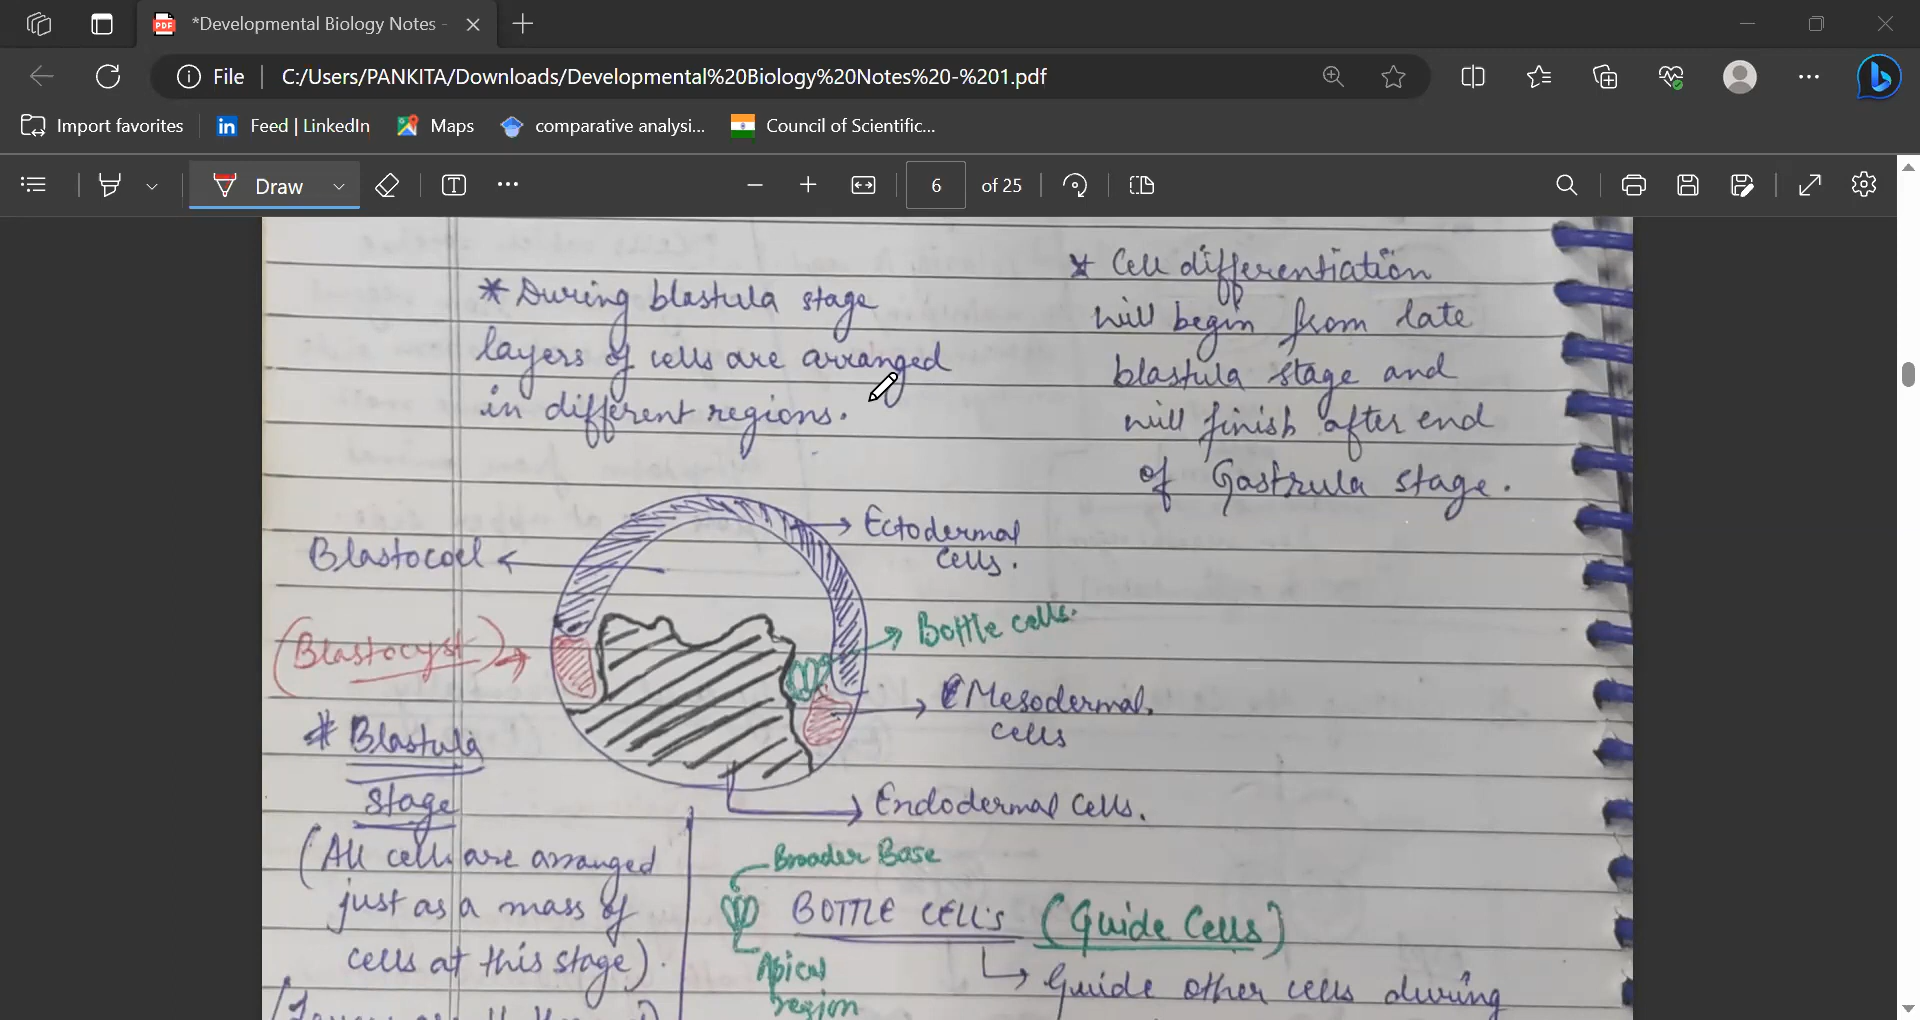 *Developmental Biology Notes -
File
C:/Users/PANKITA/Downloads/Developmental%20Biology%20Notes%20-%201.pdf
Import favorites
Feed | LinkedIn
Maps
comparative analysi...
Council of Scientific...
Draw
6 of 25
* During blastula stage
layers of cells are arranged
in different regions.
* Cell differentiation
will begin from late
blastula stage and
will finish after end
of Gastrula stage.
Blastocoel
Ectodermal
cells.
(Blastocyst)
Bottle cells.
Mesodermal
cells
# Blastula
stage
Endodermal cells.
(All cells are arranged
just as a mass of
cells at this stage).
Broader Base
BOTTLE CELLS (Guide Cells)
Apical
region
Guide other cells during